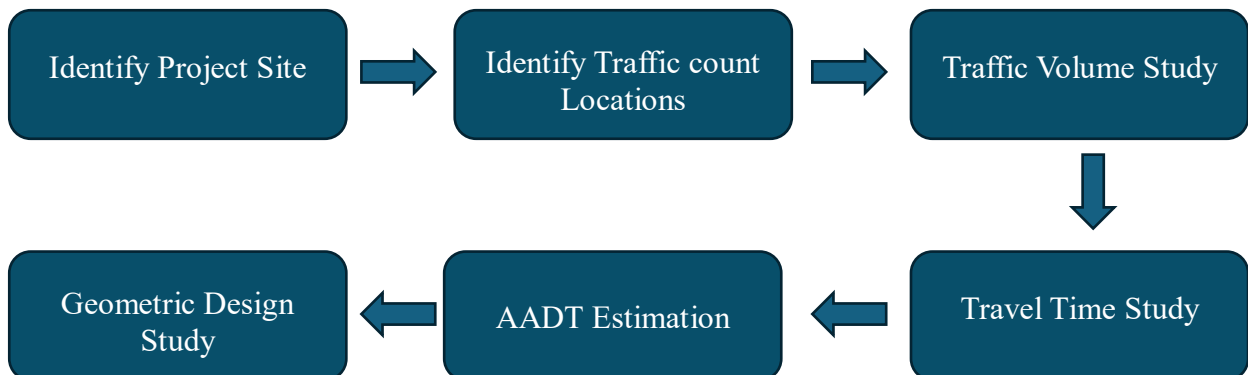 Identify Project Site
Identify Traffic count
Locations
Traffic Volume Study
Travel Time Study
AADT Estimation
Geometric Design
Study